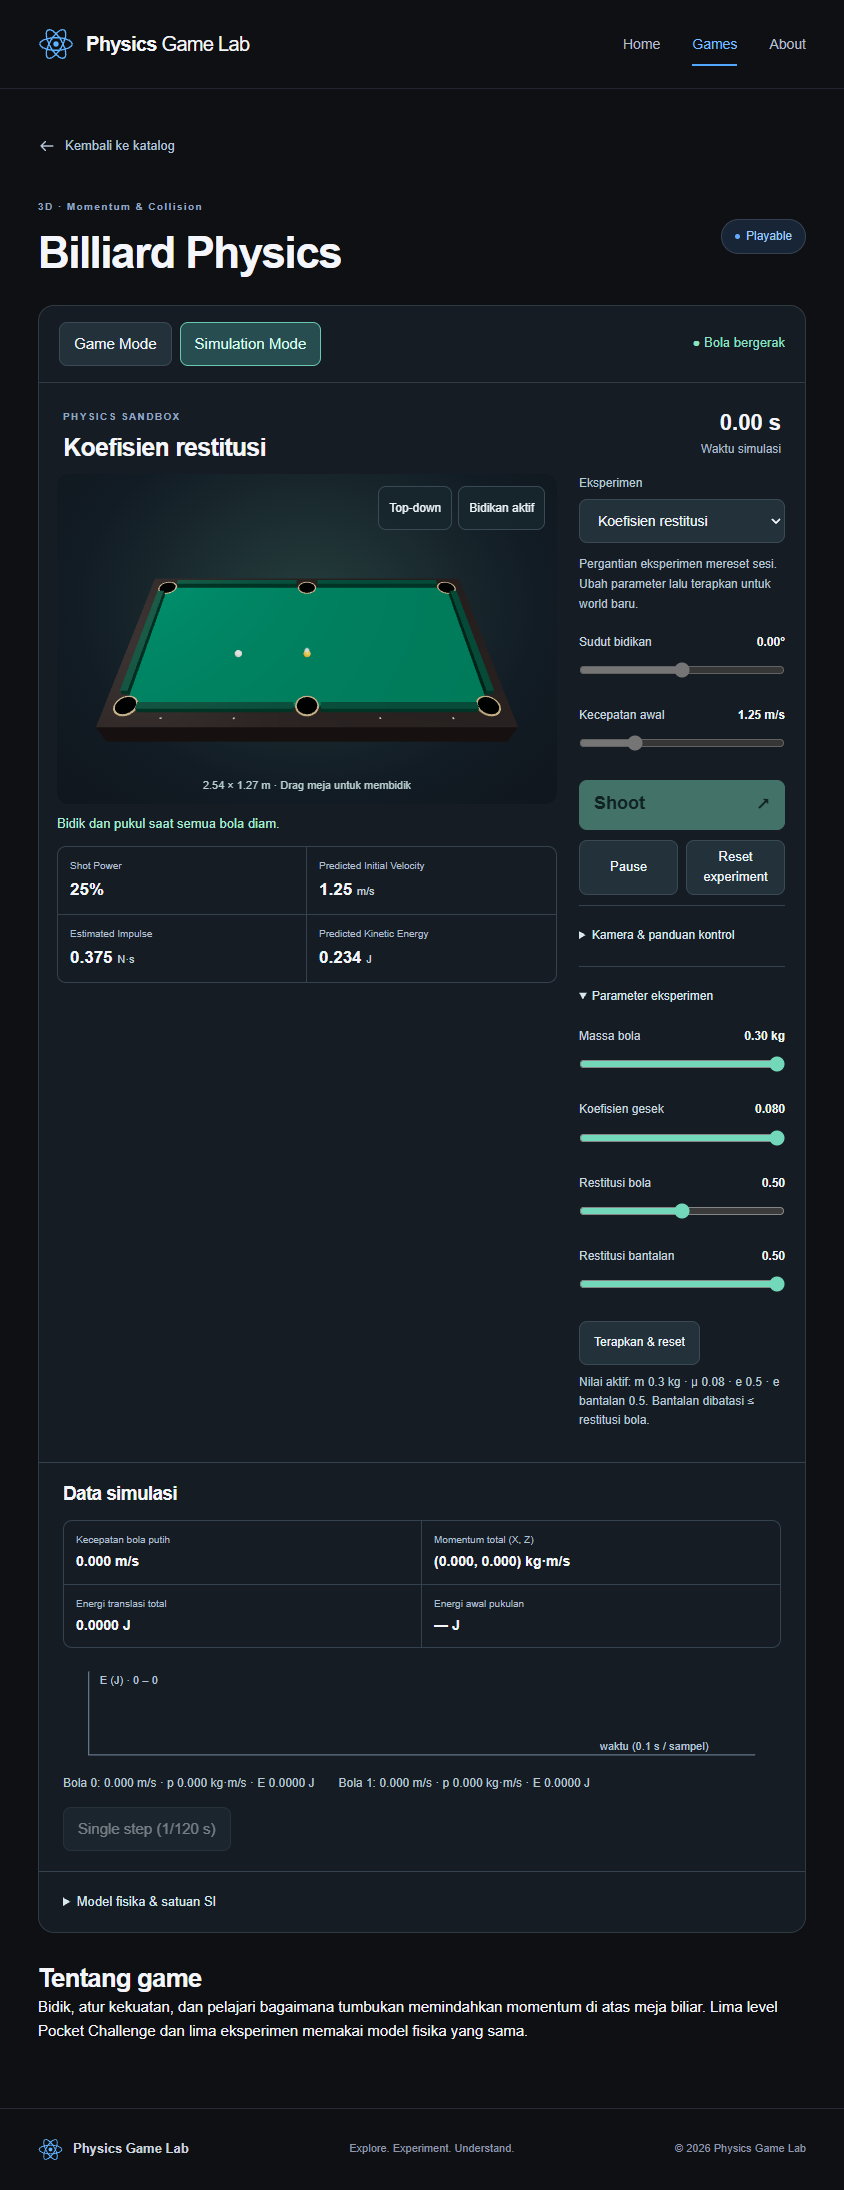 Physics Game Lab
Home
Games
About
Kembali ke katalog
3D · Momentum & Collision
Billiard Physics
Playable
Game Mode
Simulation Mode
Bola bergerak
PHYSICS SANDBOX
Koefisien restitusi
0.00 s
Waktu simulasi
Top-down
Bidikan aktif
2.54 × 1.27 m · Drag meja untuk membidik
Bidik dan pukul saat semua bola diam.
Shot Power
25%
Predicted Initial Velocity
1.25 m/s
Estimated Impulse
0.375 N·s
Predicted Kinetic Energy
0.234 J
Eksperimen
Koefisien restitusi
Pergantian eksperimen mereset sesi.
Ubah parameter lalu terapkan untuk
world baru.
Sudut bidikan
0.00°
Kecepatan awal
1.25 m/s
Shoot ↗
Pause
Reset
experiment
Kamera & panduan kontrol
Parameter eksperimen
Massa bola
0.30 kg
Koefisien gesek
0.080
Restitusi bola
0.50
Restitusi bantalan
0.50
Terapkan & reset
Nilai aktif: m 0.3 kg · μ 0.08 · e 0.5 · e
bantalan 0.5. Bantalan dibatasi ≤
restitusi bola.
Data simulasi
Kecepatan bola putih
0.000 m/s
Momentum total (X, Z)
(0.000, 0.000) kg·m/s
Energi translasi total
0.0000 J
Energi awal pukulan
— J
E (J) · 0 – 0
waktu (0.1 s / sampel)
Bola 0: 0.000 m/s · p 0.000 kg·m/s · E 0.0000 J
Bola 1: 0.000 m/s · p 0.000 kg·m/s · E 0.0000 J
Single step (1/120 s)
Model fisika & satuan SI
Tentang game
Bidik, atur kekuatan, dan pelajari bagaimana tumbukan memindahkan momentum di atas meja biliar. Lima level
Pocket Challenge dan lima eksperimen memakai model fisika yang sama.
Physics Game Lab
Explore. Experiment. Understand.
© 2026 Physics Game Lab